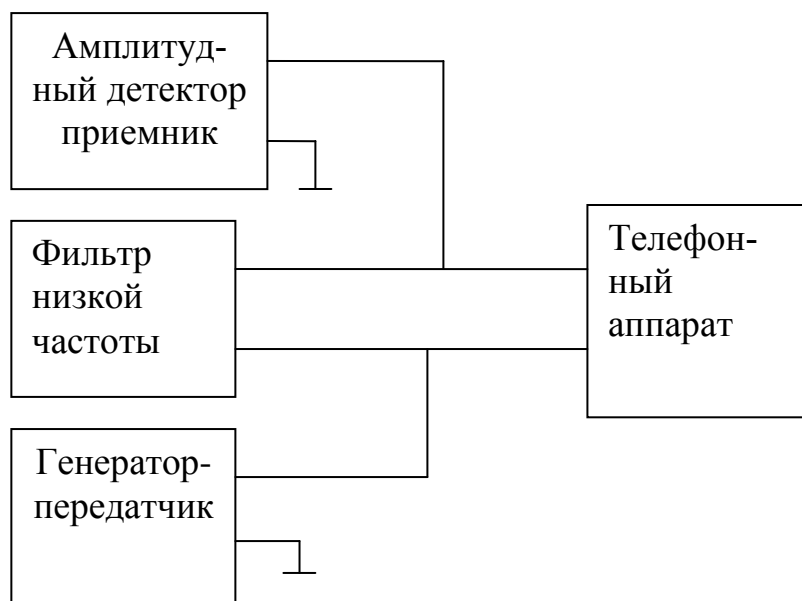 Амплитуд-
ный детектор
приемник
Фильтр
низкой
частоты
Телефон-
ный
аппарат
Генератор-
передатчик